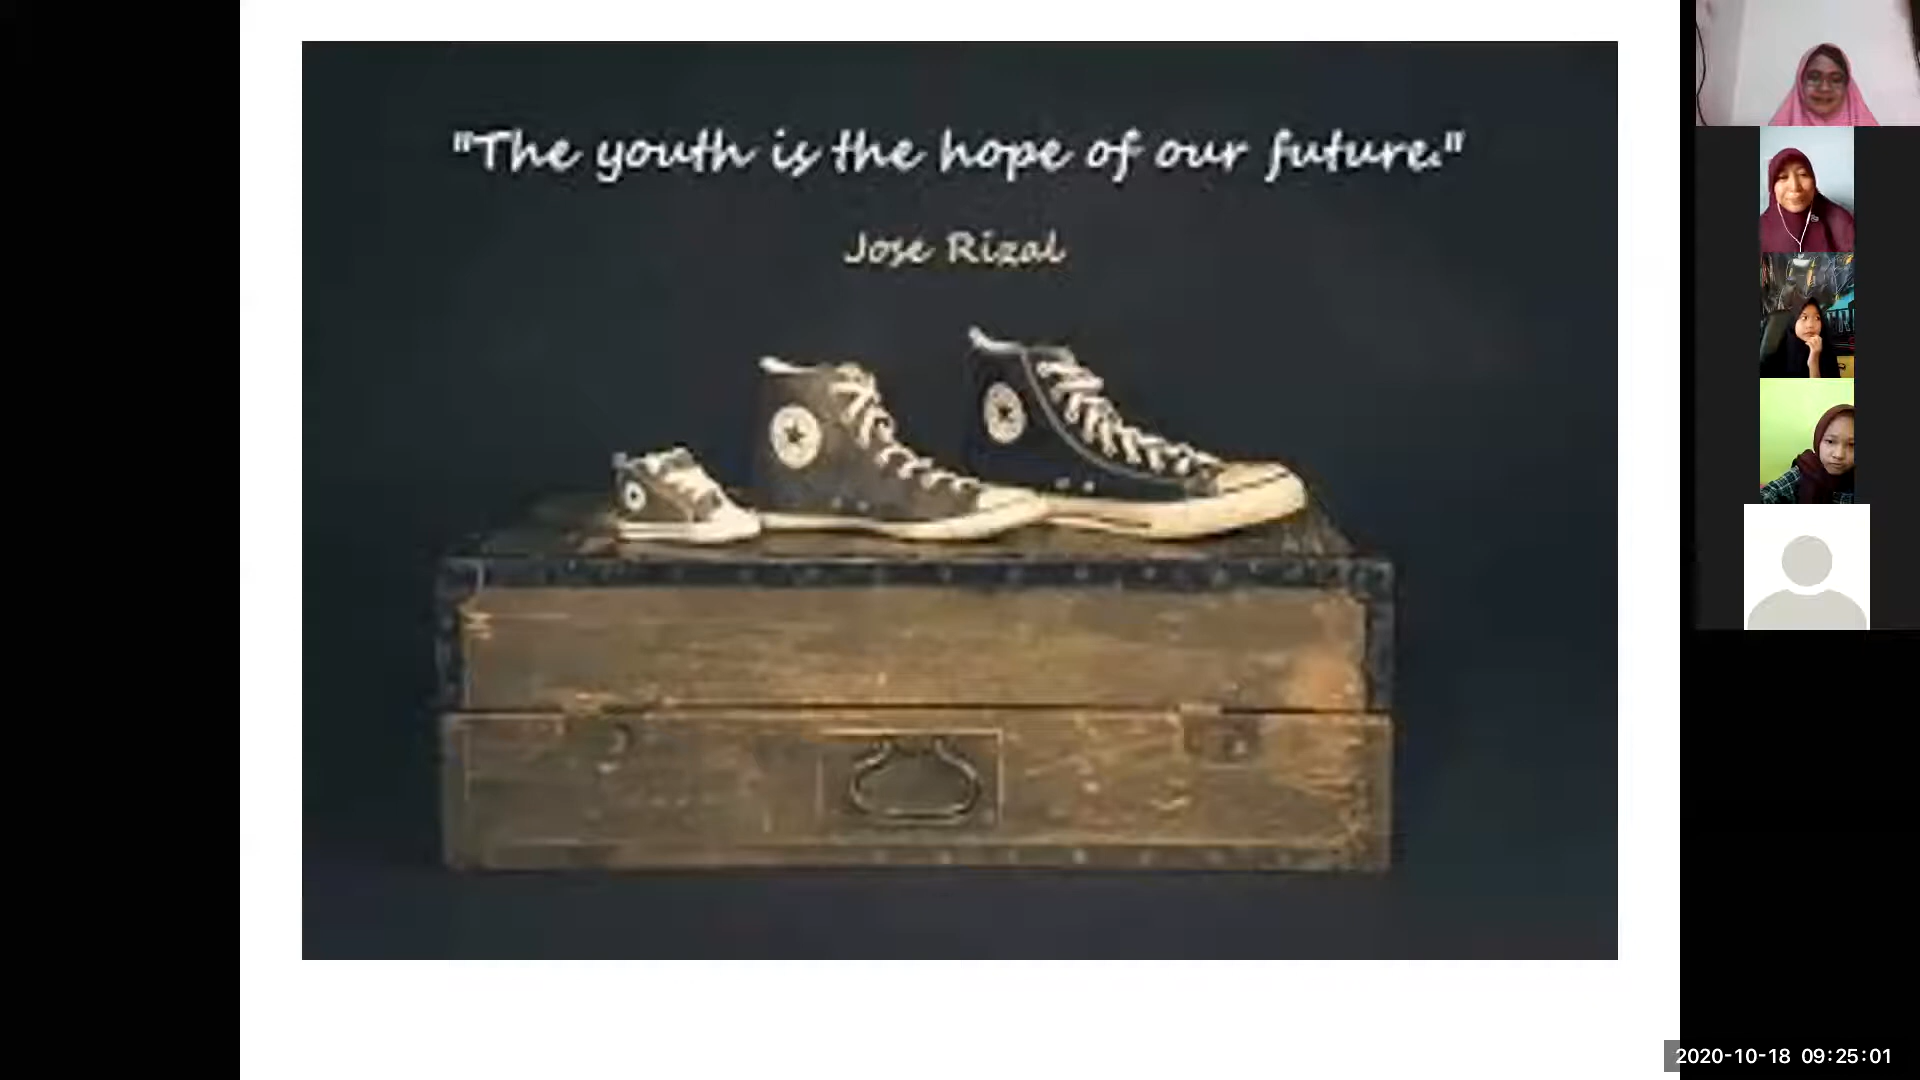 "The youth is the hope of our future."
Jose Rizal
2020-10-18 09:25:01